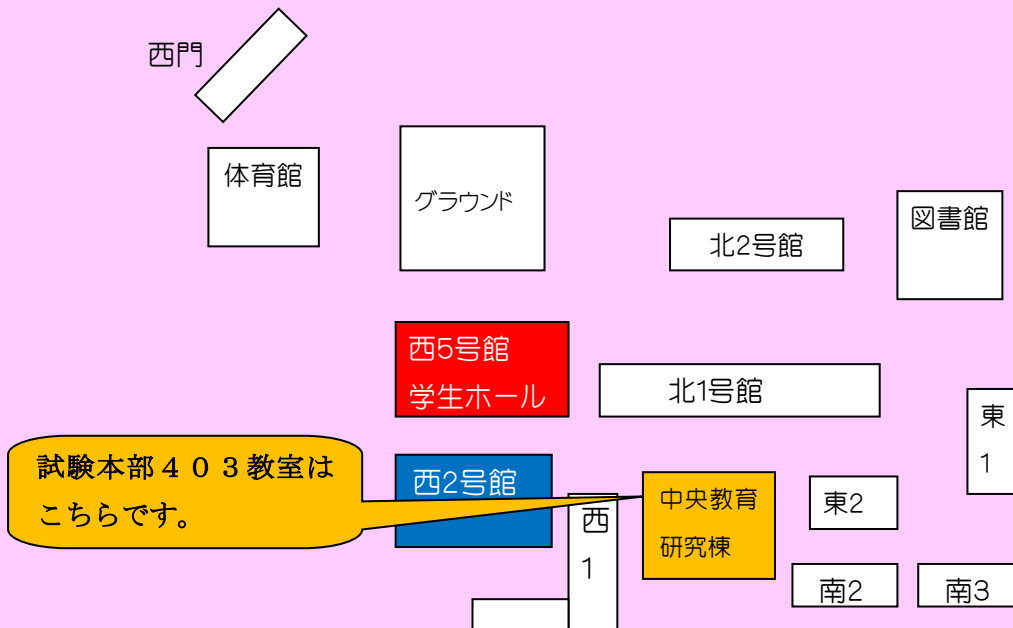 西門
体育館
グラウンド
図書館
北2号館
西5号館
学生ホール
北1号館
東
1
試験本部４０３教室は
こちらです。
西2号館
西
1
中央教育
研究棟
東2
南2
南3